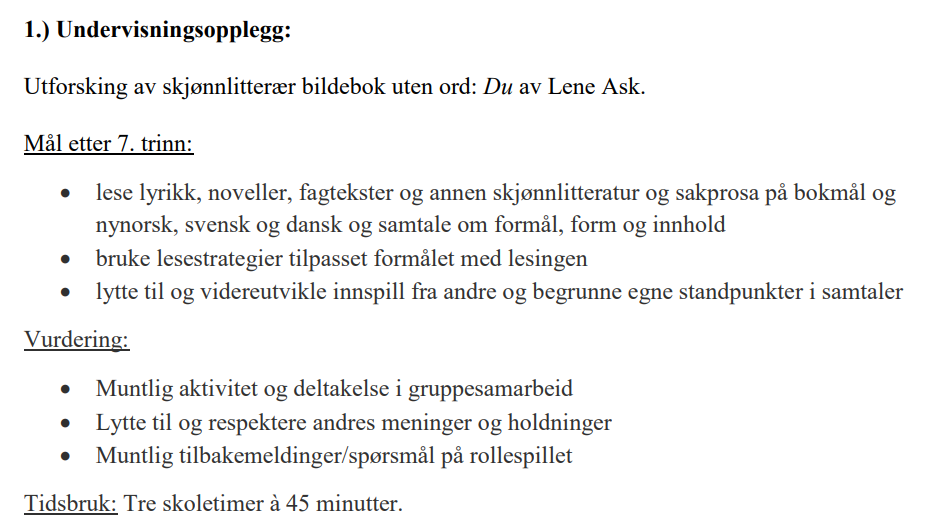 1.) Undervisningsopplegg:
Utforsking av skjønnlitterær bildebok uten ord: Du av Lene Ask.
Mål etter 7. trinn:
• lese lyrikk, noveller, fagtekster og annen skjønnlitteratur og sakprosa på bokmål og
nynorsk, svensk og dansk og samtale om formål, form og innhold
• bruke lesestrategier tilpasset formålet med lesingen
• lytte til og videreutvikle innspill fra andre og begrunne egne standpunkter i samtaler
Vurdering:
• Muntlig aktivitet og deltakelse i gruppesamarbeid
• Lytte til og respektere andres meninger og holdninger
• Muntlig tilbakemeldinger/spørsmål på rollespillet
Tidsbruk: Tre skoletimer à 45 minutter.